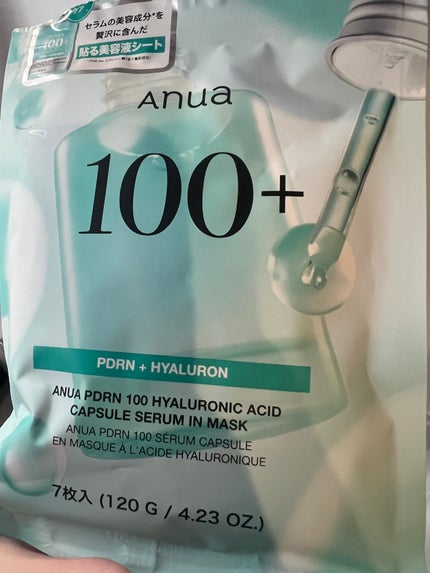 100+
セラムの美容成分*を
贅沢に含んだ
貼る美容液シート
Anua
100+
PDRN + HYALURON
ANUA PDRN 100 HYALURONIC ACID
CAPSULE SERUM IN MASK
ANUA PDRN 100 SÉRUM CAPSULE
EN MASQUE À L'ACIDE HYALURONIQUE
7枚入 (120 G / 4.23 OZ.)